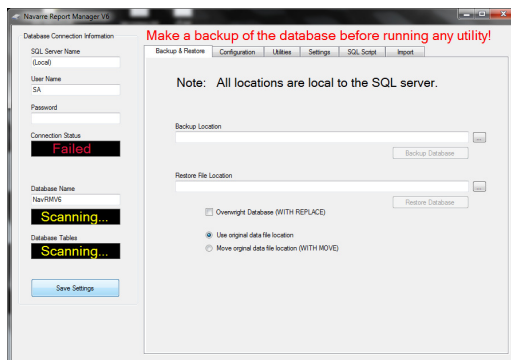 Navarre Report Manager V6
Make a backup of the database before running any utility!
Database Connection Information
SQL Server Name
(Local)
User Name
SA
Password
Connection Status
Failed
Database Name
NavRMV6
Scanning...
Database Tables
Scanning...
Save Settings
Backup & Restore
Configuration
Utilities
Settings
SQL Script
Import
Note: All locations are local to the SQL server.
Backup Location
...
Backup Database
Restore File Location
...
Restore Database
Overwright Database (WITH REPLACE)
Use original data file location
Move orginal data file location (WITH MOVE)